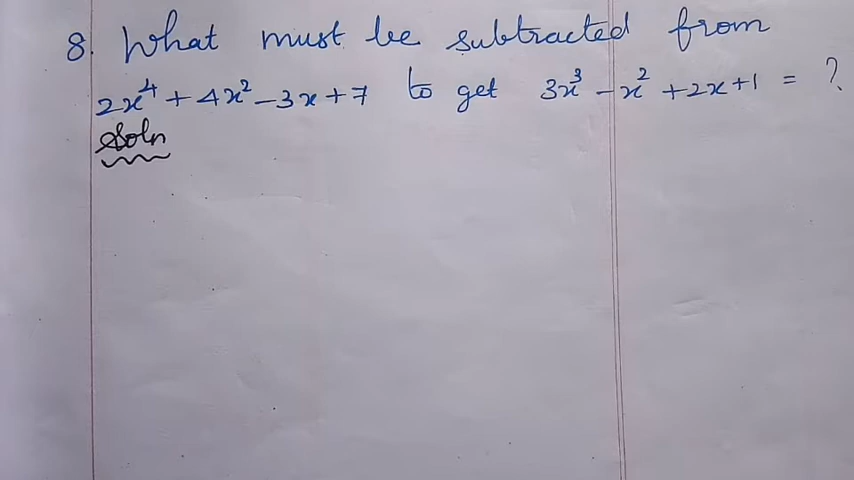 8. What must be subtracted from
2x⁴ + 4x² - 3x + 7 to get 3x³ - x² + 2x + 1 = ?
Soln